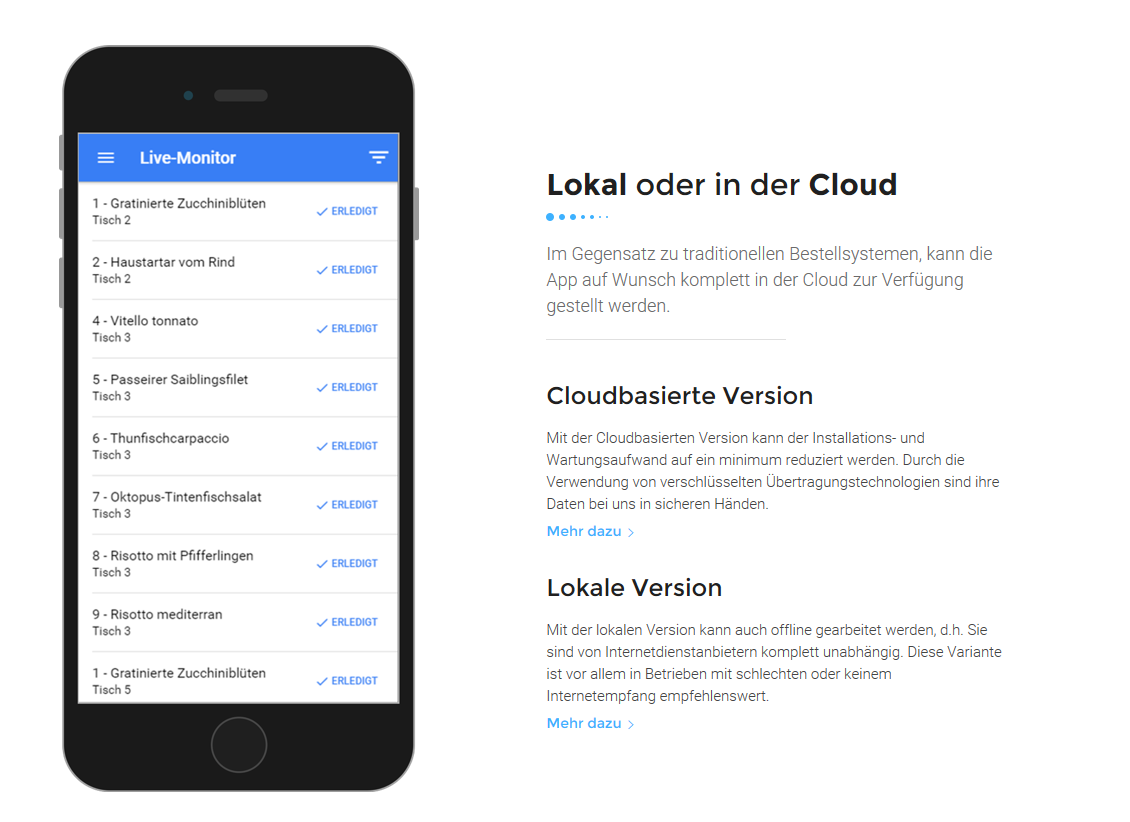 Live-Monitor
1 - Gratinierte Zucchiniblüten
Tisch 2
ERLEDIGT
2 - Haustartar vom Rind
Tisch 2
ERLEDIGT
4 - Vitello tonnato
Tisch 3
ERLEDIGT
5 - Passeirer Saiblingsfilet
Tisch 3
ERLEDIGT
6 - Thunfischcarpaccio
Tisch 3
ERLEDIGT
7 - Oktopus-Tintenfischsalat
Tisch 3
ERLEDIGT
8 - Risotto mit Pfifferlingen
Tisch 3
ERLEDIGT
9 - Risotto mediterran
Tisch 3
ERLEDIGT
1 - Gratinierte Zucchiniblüten
Tisch 5
ERLEDIGT
Lokal oder in der Cloud
Im Gegensatz zu traditionellen Bestellsystemen, kann die
App auf Wunsch komplett in der Cloud zur Verfügung
gestellt werden.
Cloudbasierte Version
Mit der Cloudbasierten Version kann der Installations- und
Wartungsaufwand auf ein minimum reduziert werden. Durch die
Verwendung von verschlüsselten Übertragungstechnologien sind ihre
Daten bei uns in sicheren Händen.
Mehr dazu
Lokale Version
Mit der lokalen Version kann auch offline gearbeitet werden, d.h. Sie
sind von Internetdienstanbietern komplett unabhängig. Diese Variante
ist vor allem in Betrieben mit schlechten oder keinem
Internetempfang empfehlenswert.
Mehr dazu